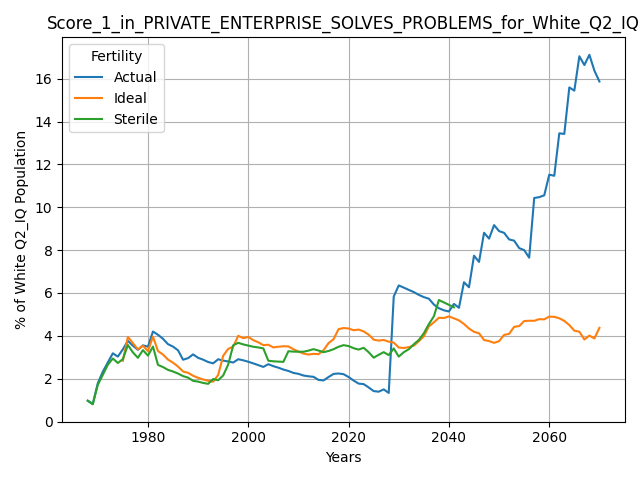 Score_1_in_PRIVATE_ENTERPRISE_SOLVES_PROBLEMS_for_White_Q2_IQ
Fertility
Actual
Ideal
Sterile
% of White Q2_IQ Population
16
14
12
10
8
6
4
2
0
1980 2000 2020 2040 2060
Years